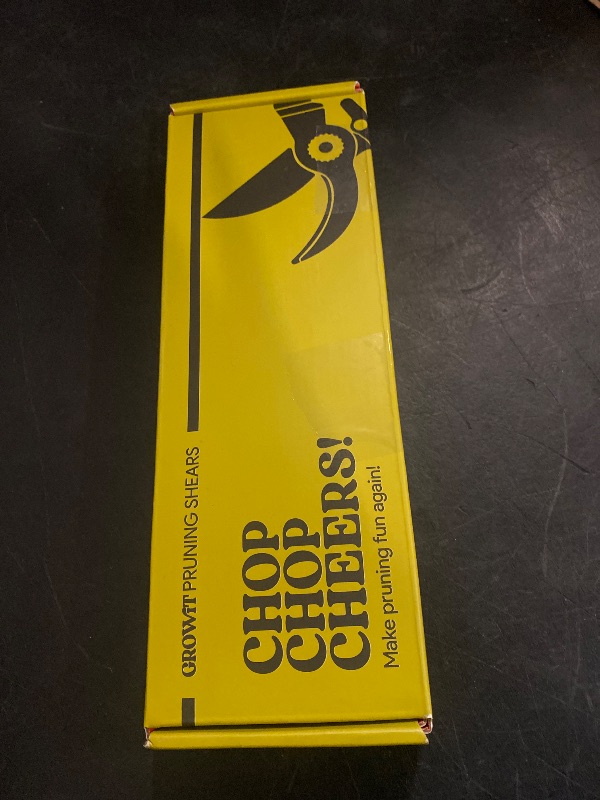 GROWiT PRUNING SHEARS
CHOP
CHOP
CHEERS!
Make pruning fun again!